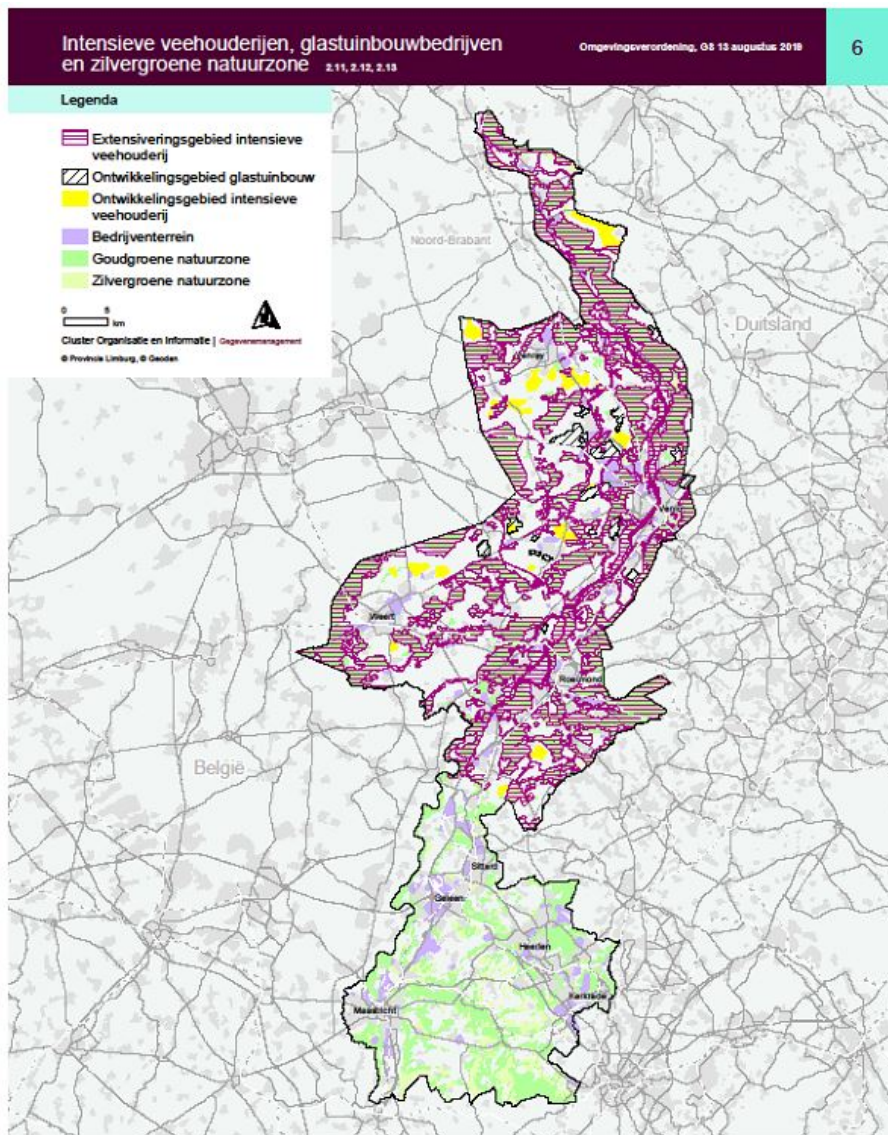 Intensieve veehouderijen, glastuinbouwbedrijven
en zilvergroene natuurzone 2.11, 2.12, 2.13
Omgevingsverordening, GS 13 augustus 2019
6
Legenda
Extensiveringsgebied intensieve
veehouderij
Ontwikkelingsgebied glastuinbouw
Ontwikkelingsgebied intensieve
veehouderij
Bedrijventerrein
Goudgroene natuurzone
Zilvergroene natuurzone
0 5
km
Cluster Organisatie en Informatie | Gegevensmanagement
© Provincie Limburg, © Geodan
Noord-Brabant
Duitsland
Venray
Venlo
Weert
Roermond
België
Sittard
Geleen
Heerlen
Kerkrade
Maastricht